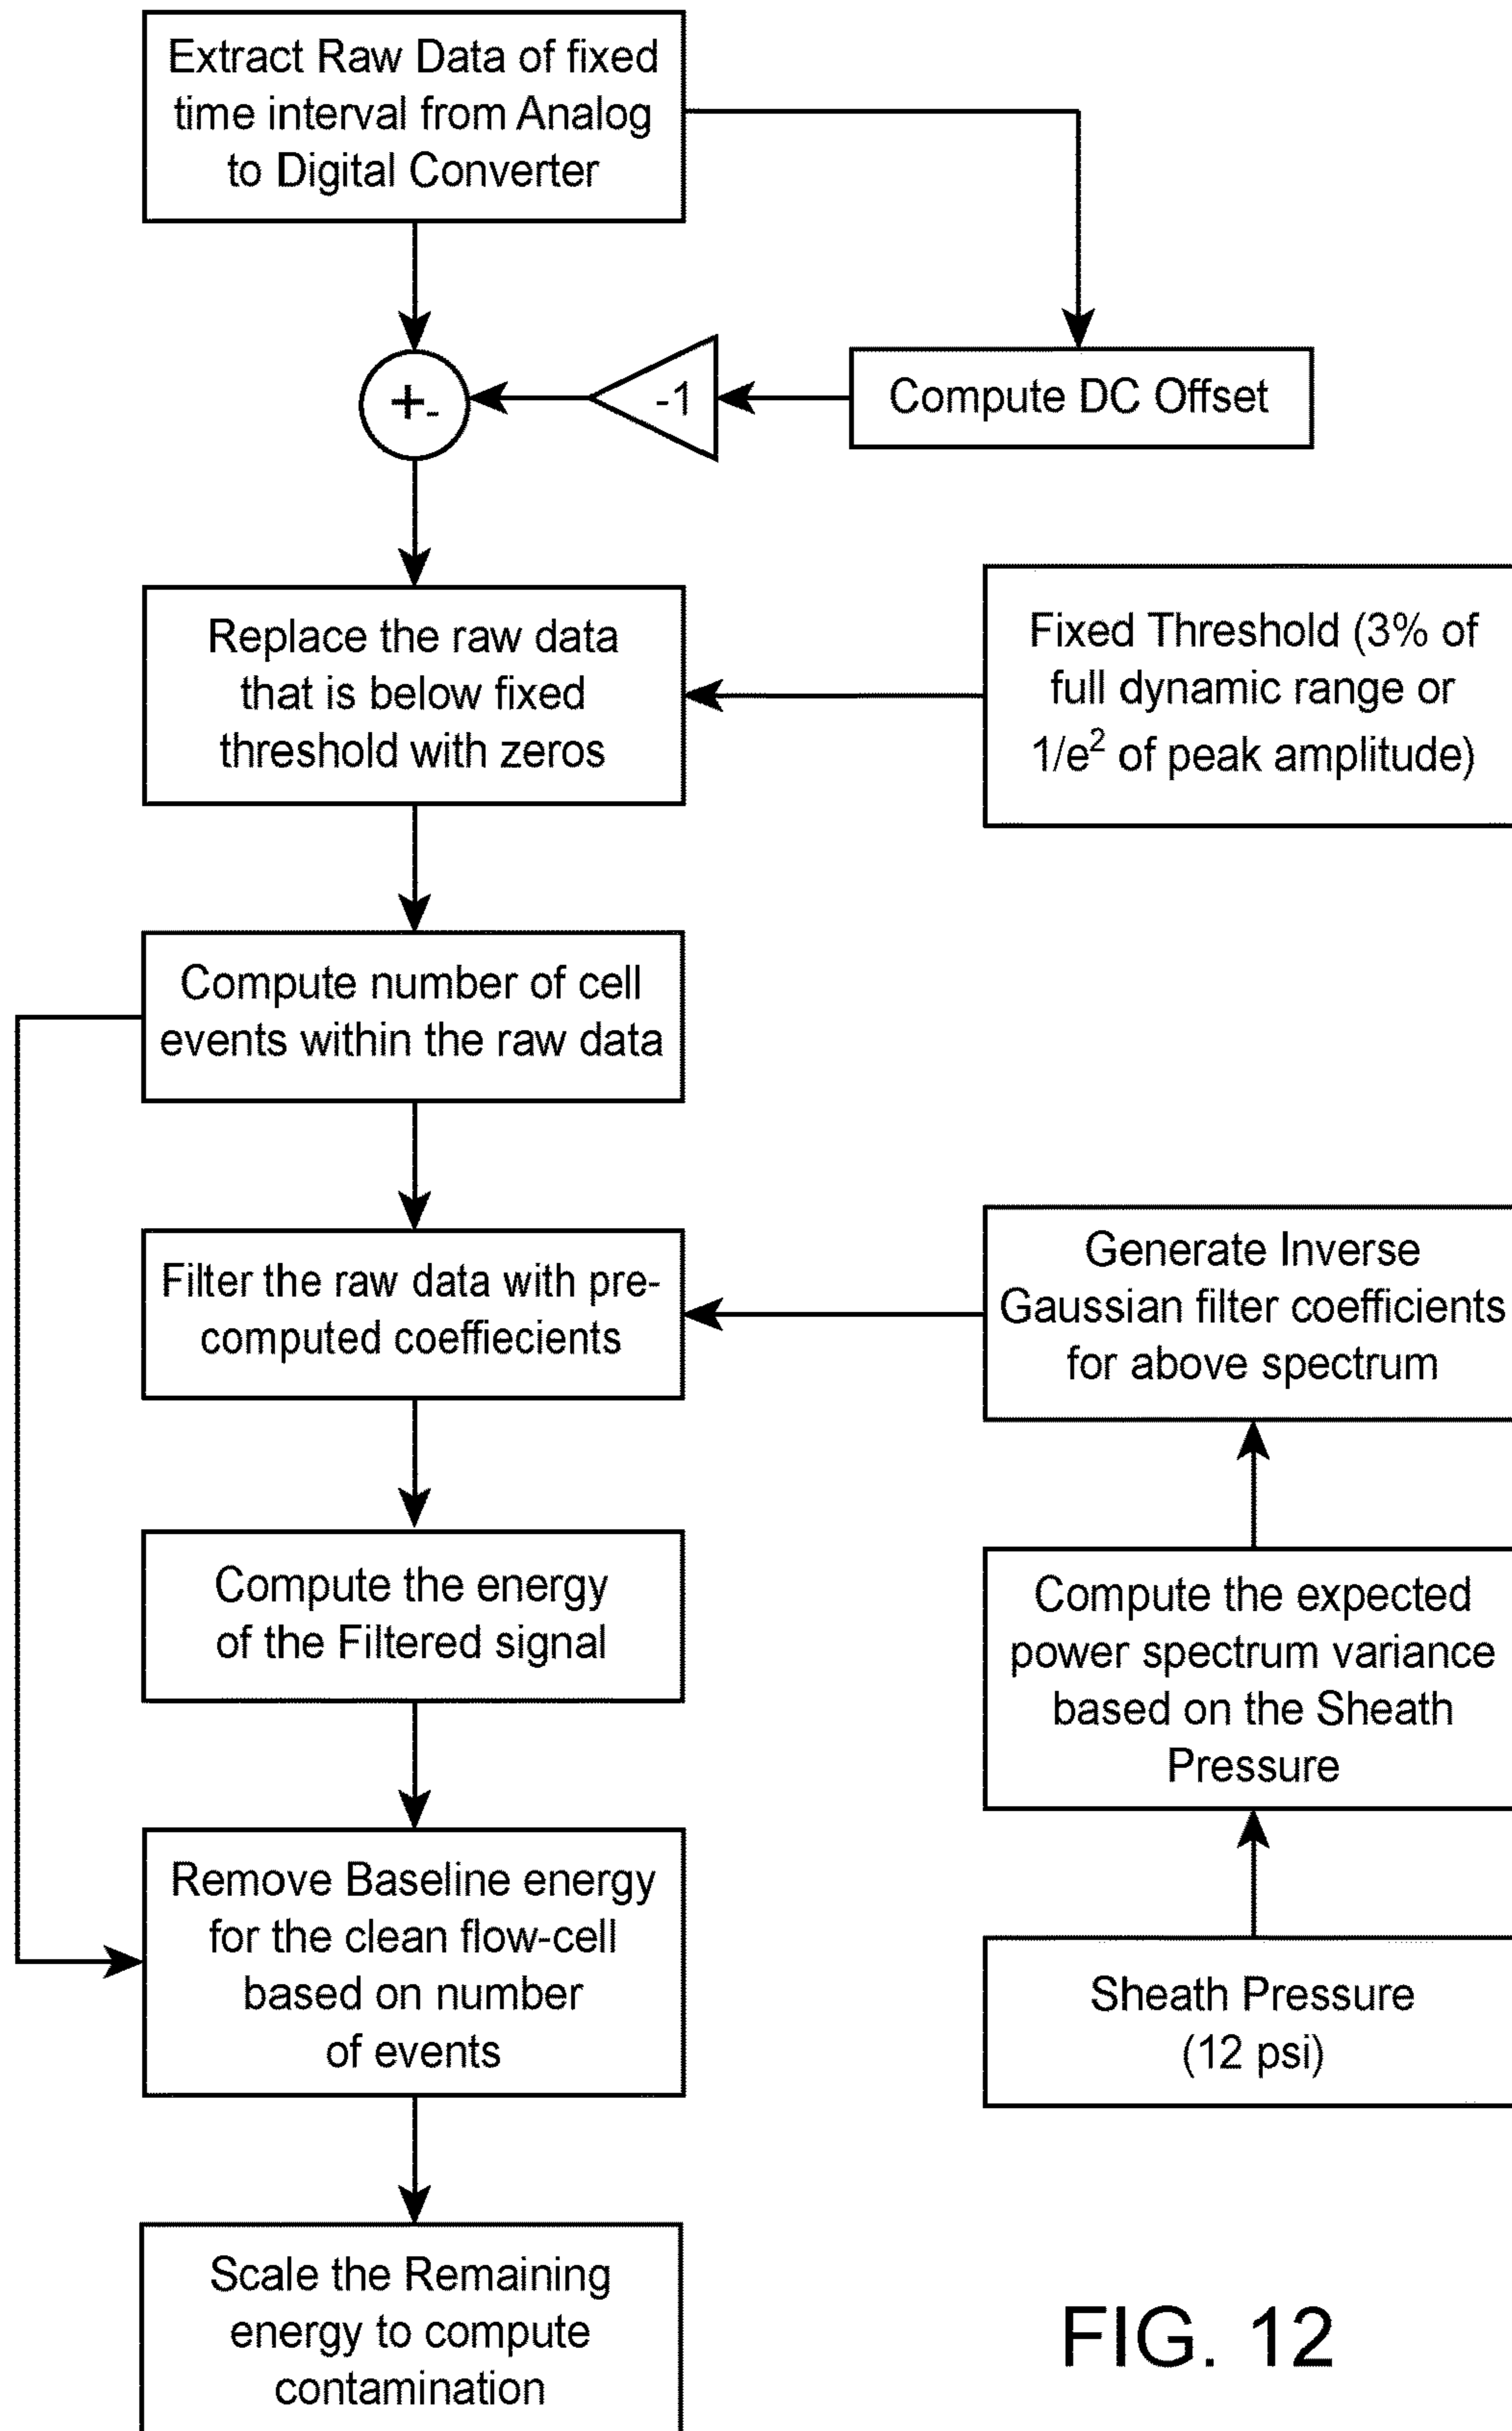 Extract Raw Data of fixed
time interval from Analog
to Digital Converter
+-
-1
Compute DC Offset
Replace the raw data
that is below fixed
threshold with zeros
Fixed Threshold (3% of
full dynamic range or
1/e² of peak amplitude)
Compute number of cell
events within the raw data
Filter the raw data with pre-
computed coeffiecients
Generate Inverse
Gaussian filter coefficients
for above spectrum
Compute the energy
of the Filtered signal
Compute the expected
power spectrum variance
based on the Sheath
Pressure
Remove Baseline energy
for the clean flow-cell
based on number
of events
Sheath Pressure
(12 psi)
Scale the Remaining
energy to compute
contamination
FIG. 12